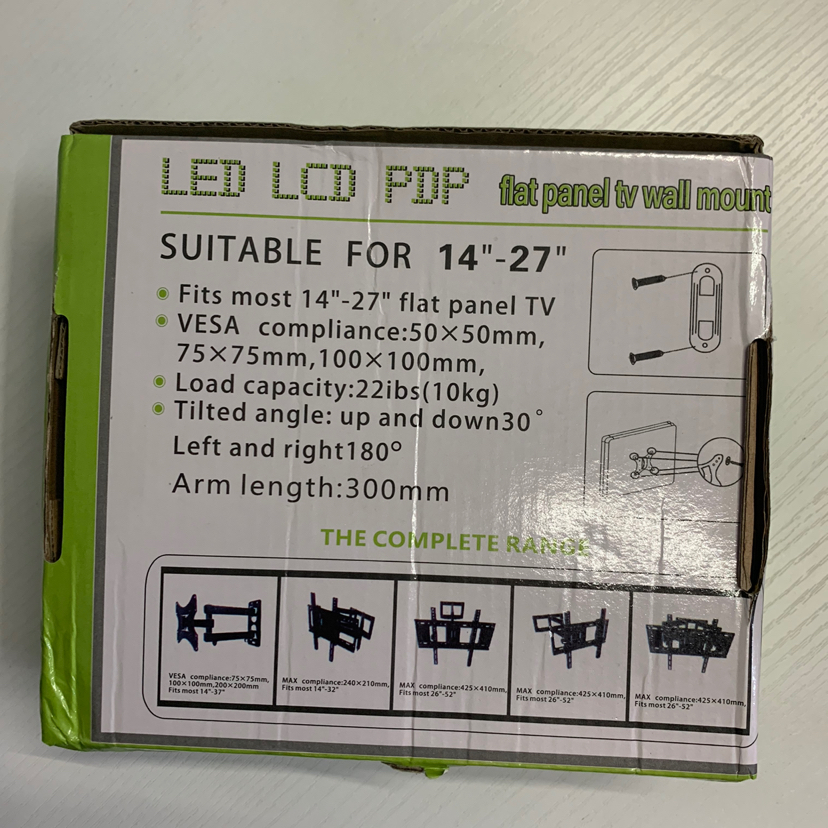 LED LCD PDP flat panel tv wall mount
SUITABLE FOR 14"-27"
Fits most 14"-27" flat panel TV
VESA compliance:50×50mm,
75×75mm,100×100mm,
Load capacity:22ibs(10kg)
Tilted angle: up and down30°
Left and right180°
Arm length:300mm
THE COMPLETE RANGE
VESA compliance:75×75mm,
100×100mm,200×200mm
Fits most 14"-37"
MAX compliance:240×210mm,
Fits most 14"-32"
MAX compliance:425×410mm,
Fits most 26"-52"
MAX compliance:425×410mm,
Fits most 26"-52"
MAX compliance:425×410mm,
Fits most 26"-52"